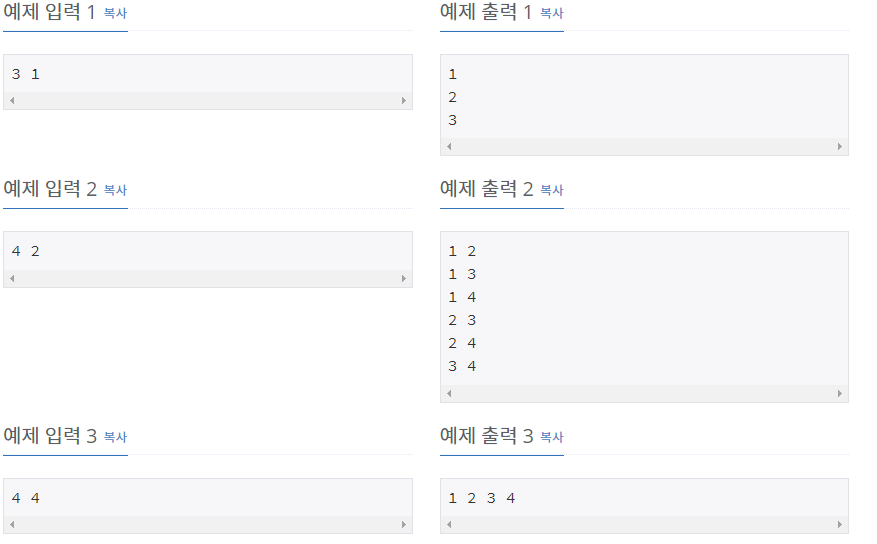 예제 입력 1 복사
3 1
예제 출력 1 복사
1
2
3
예제 입력 2 복사
4 2
예제 출력 2 복사
1 2
1 3
1 4
2 3
2 4
3 4
예제 입력 3 복사
4 4
예제 출력 3 복사
1 2 3 4